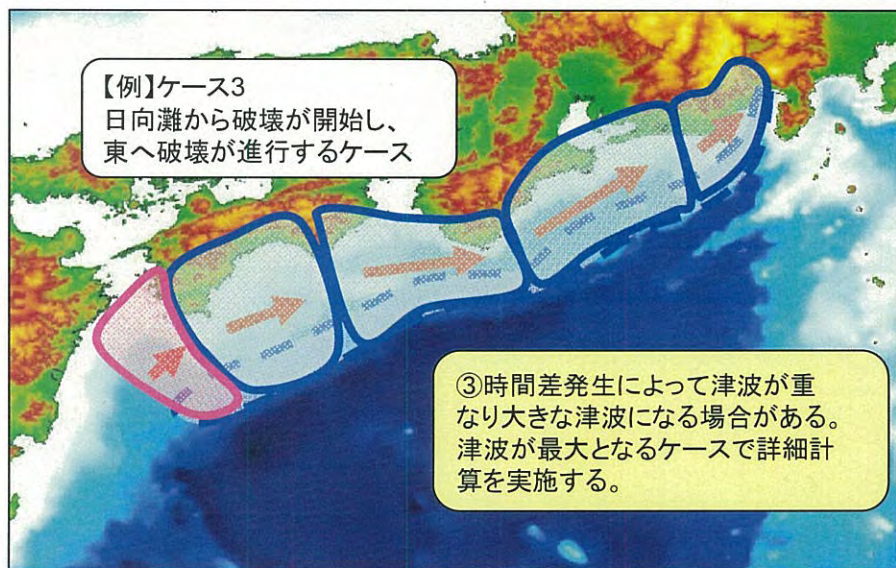 【例】ケース3
日向灘から破壊が開始し、
東へ破壊が進行するケース
③時間差発生によって津波が重
なり大きな津波になる場合がある。
津波が最大となるケースで詳細計
算を実施する。